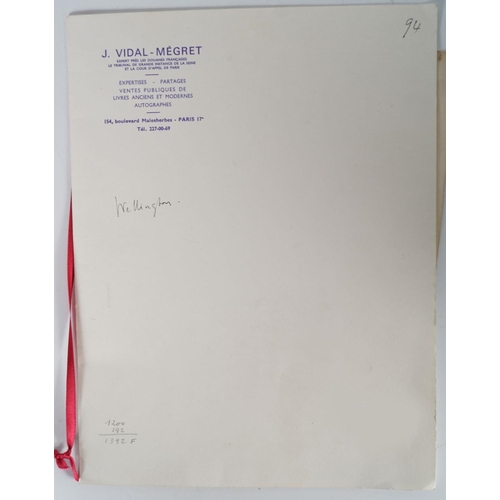 94
J. VIDAL-MÉGRET
EXPERT PRÈS LES DOUANES FRANÇAISES
LE TRIBUNAL DE GRANDE INSTANCE DE LA SEINE
ET LA COUR D'APPEL DE PARIS
EXPERTISES - PARTAGES
VENTES PUBLIQUES DE
LIVRES ANCIENS ET MODERNES
AUTOGRAPHES
150, boulevard Malesherbes - PARIS 17e
Tél. 227-00-69
Wellington.
1200
192
1392 F